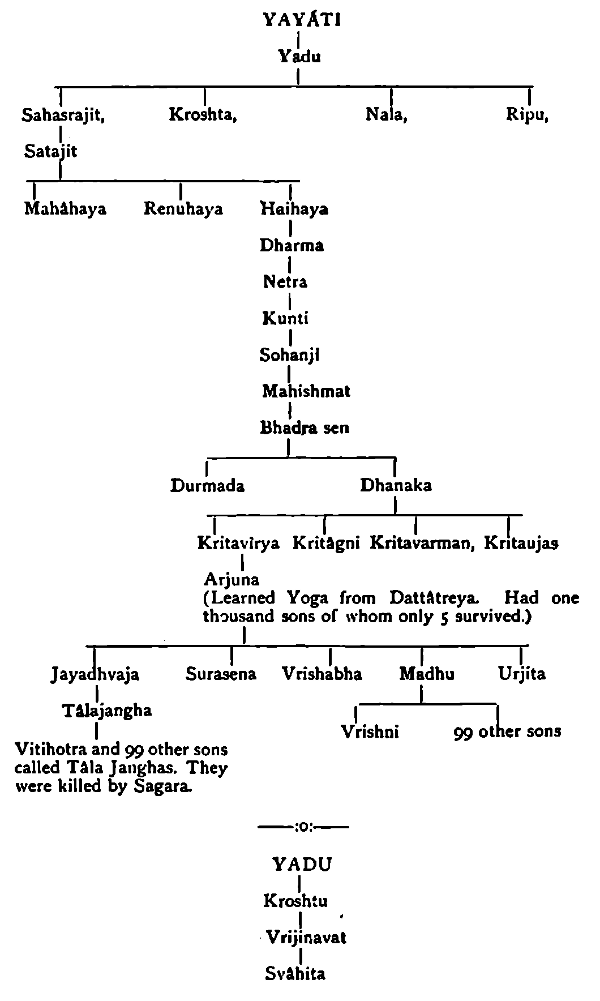 YAYÁTI
Yadu
Sahasrajit, Kroshta, Nala, Ripu,
Satajit
Mahâhaya Renuhaya Haihaya
Dharma
Netra
Kunti
Sohanji
Mahishmat
Bhadra sen
Durmada Dhanaka
Kritavirya Kritâgni Kritavarman, Kritaujas
Arjuna
(Learned Yoga from Dattâtreya. Had one
thousand sons of whom only 5 survived.)
Jayadhvaja Surasena Vrishabha Madhu Urjita
Tâlajangha
Vrishni 99 other sons
Vitihotra and 99 other sons
called Tâla Janghas. They
were killed by Sagara.
—:o:—
YADU
Kroshtu
Vrijinavat
Svâhita